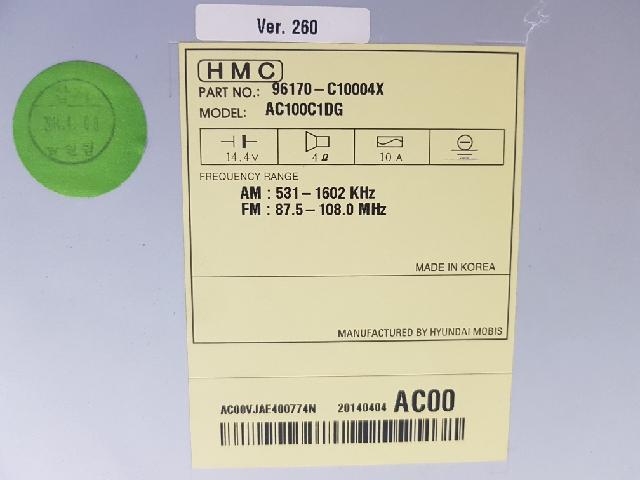 Ver. 260
HMC
PART NO.: 96170-C10004X
MODEL: AC100C1DG
14.4V 4Ω 10A
FREQUENCY RANGE
AM : 531-1602 KHz
FM : 87.5-108.0 MHz
MADE IN KOREA
MANUFACTURED BY HYUNDAI MOBIS
AC00VJAE400774N 20140404 AC00